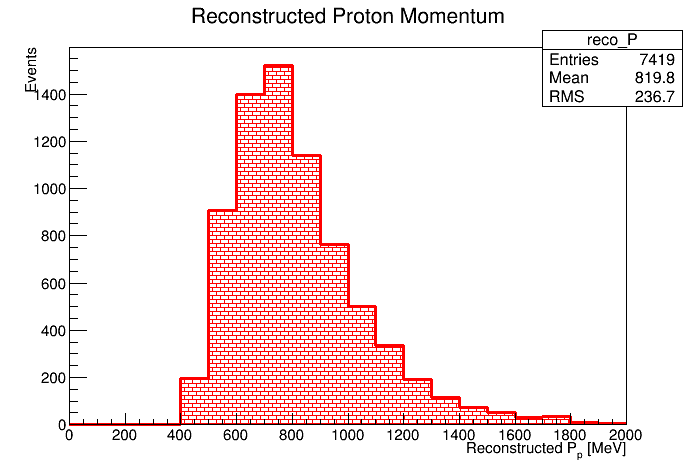 Reconstructed Proton Momentum
reco_P
Entries 7419
Mean 819.8
RMS 236.7
Events
1400
1200
1000
800
600
400
200
0
0 200 400 600 800 1000 1200 1400 1600 1800 2000
Reconstructed P_p [MeV]